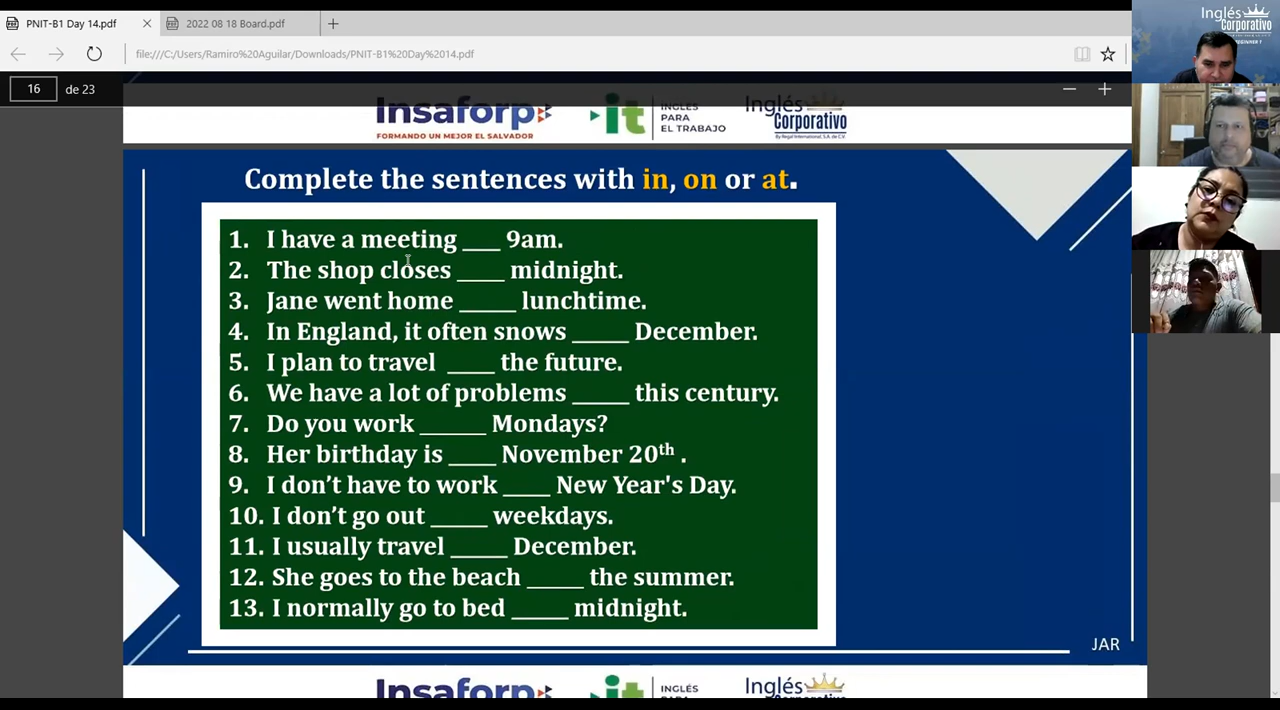 PNIT-B1 Day 14.pdf
2022 08 18 Board.pdf
file:///C:/Users/Ramiro%20Aguilar/Downloads/PNIT-B1%20Day%2014.pdf
16 de 23
Insaforp
FORMANDO UN MEJOR EL SALVADOR
it
INGLÉS
PARA
EL TRABAJO
Inglés
Corporativo
By Regal International, S.A. de C.V.
Complete the sentences with in, on or at.
1. I have a meeting ___ 9am.
2. The shop closes ____ midnight.
3. Jane went home _____ lunchtime.
4. In England, it often snows _____ December.
5. I plan to travel ____ the future.
6. We have a lot of problems _____ this century.
7. Do you work ______ Mondays?
8. Her birthday is ____ November 20th .
9. I don’t have to work ____ New Year's Day.
10. I don’t go out _____ weekdays.
11. I usually travel _____ December.
12. She goes to the beach _____ the summer.
13. I normally go to bed _____ midnight.
JAR
Insaforp
it
INGLÉS
Inglés
Inglés
Corporativo